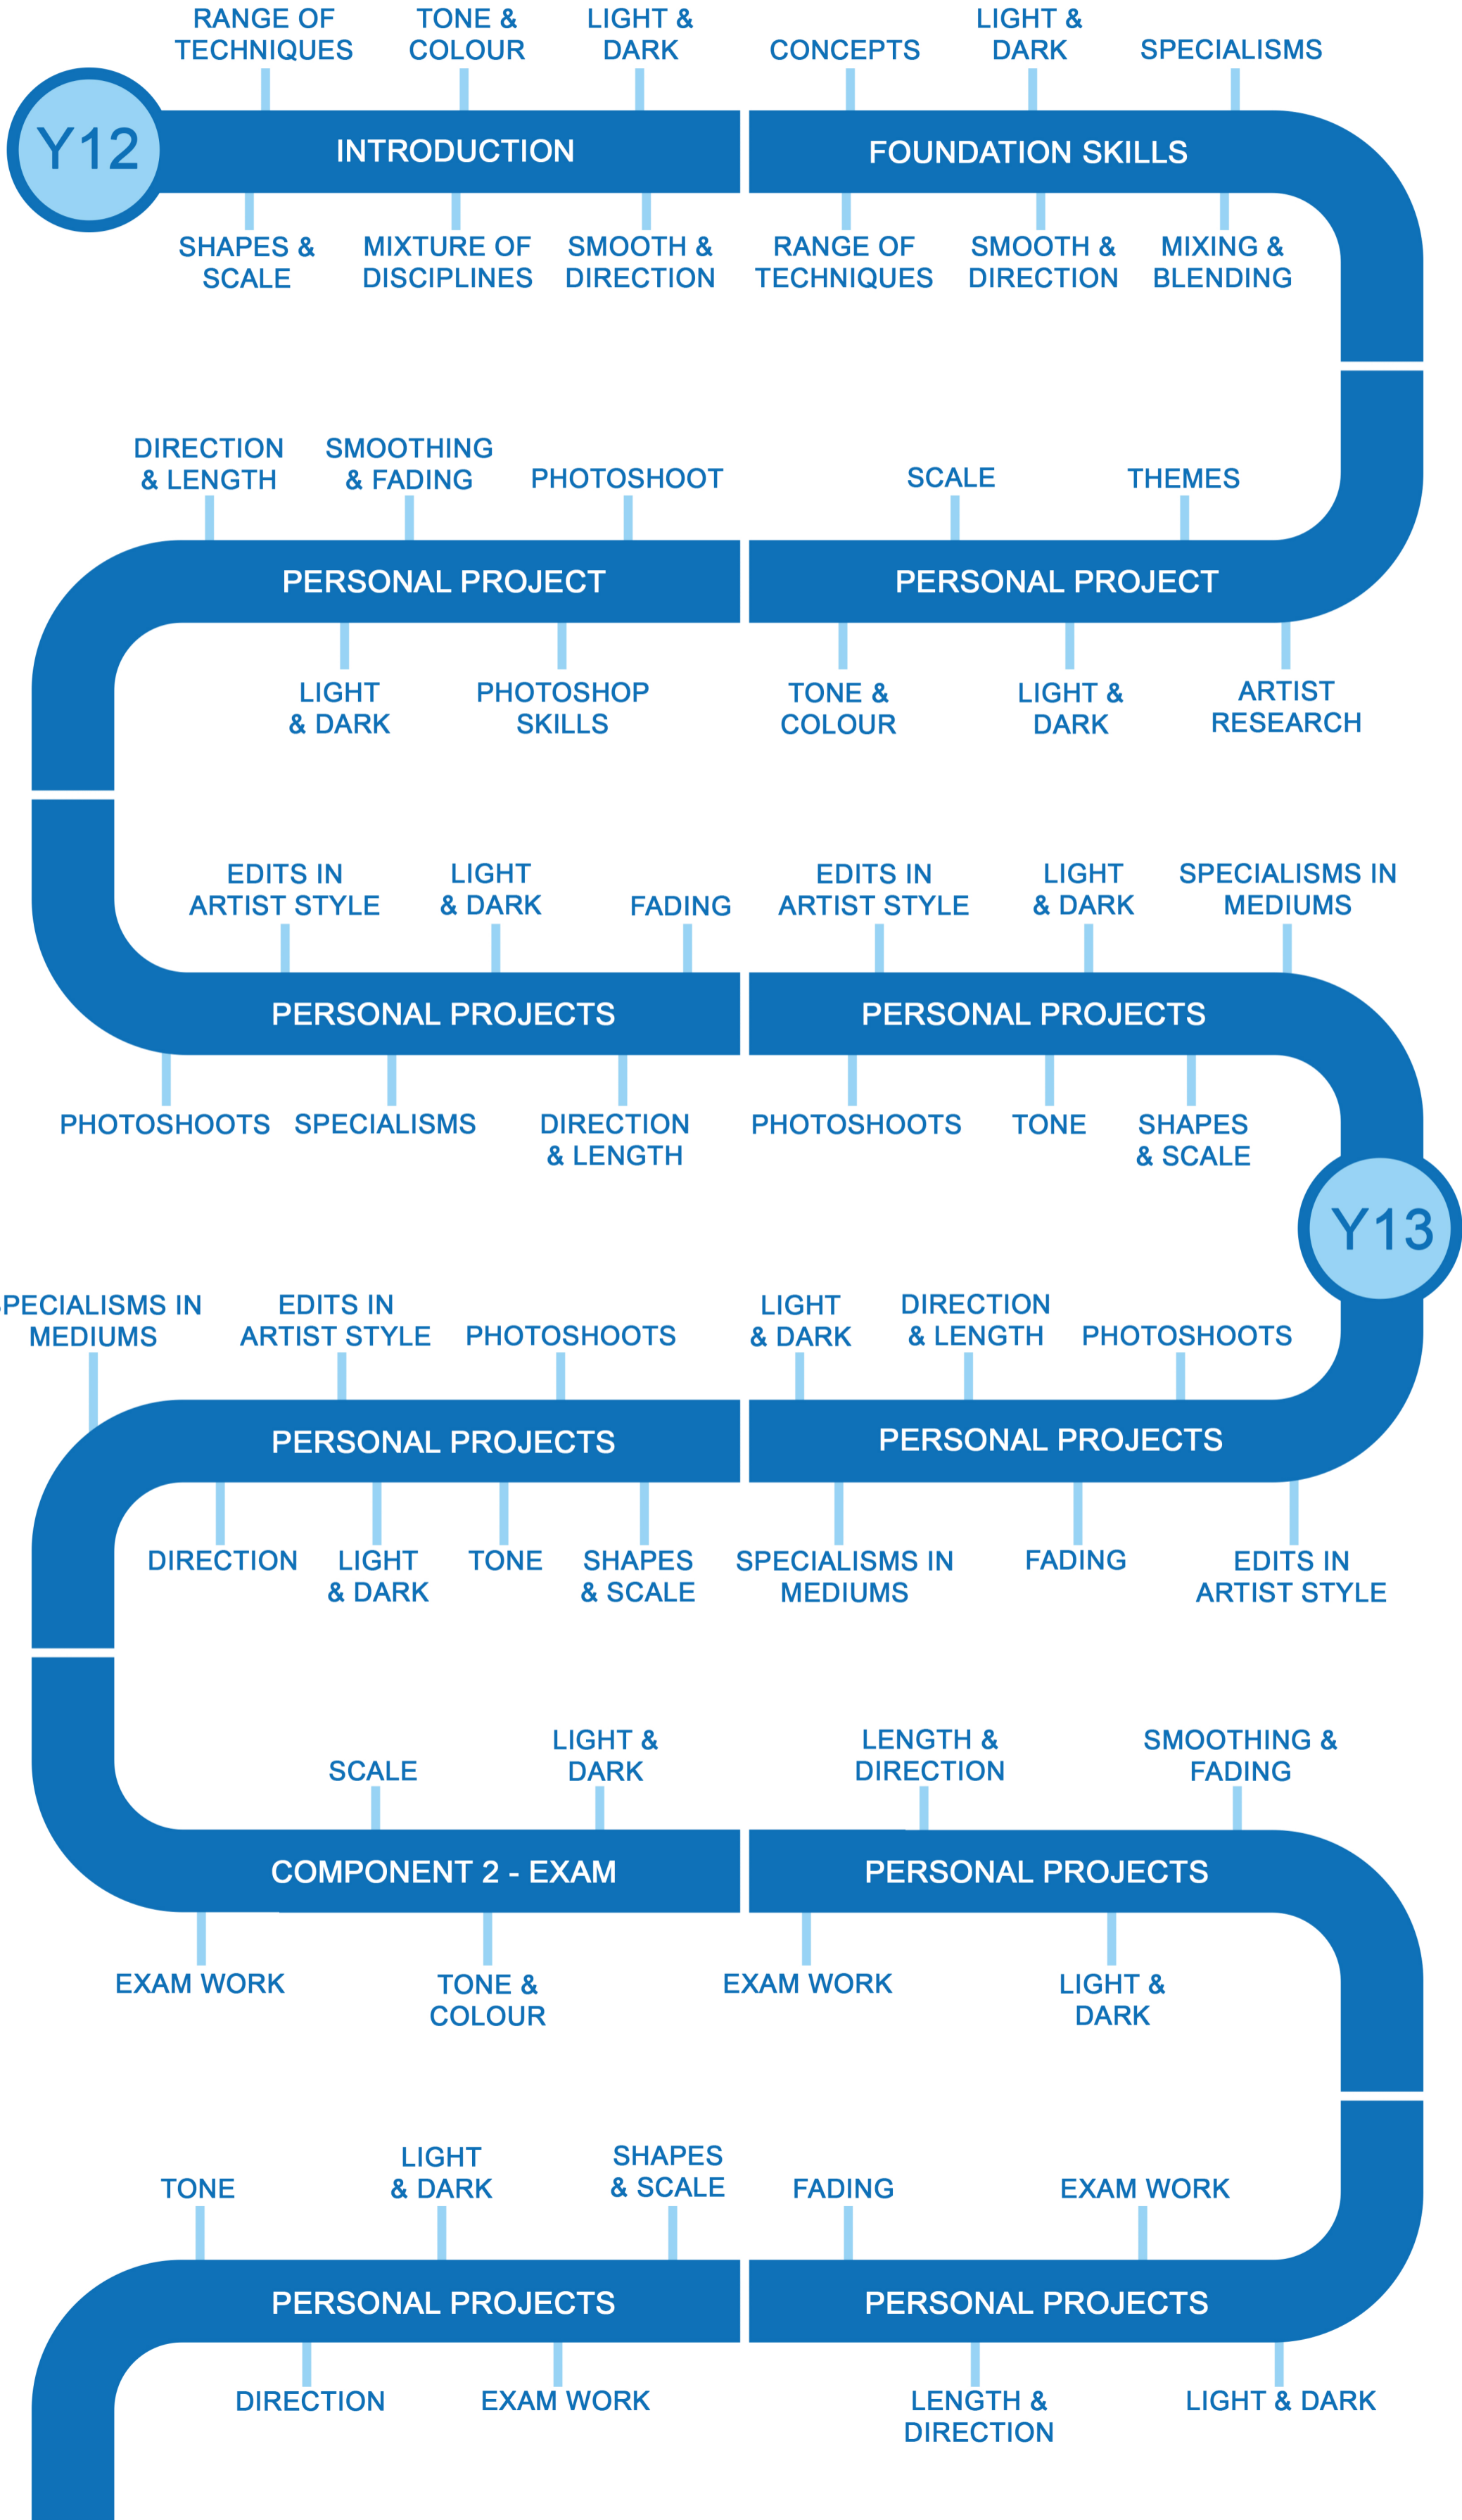 RANGE OF
TECHNIQUES
TONE &
COLOUR
LIGHT &
DARK
CONCEPTS
LIGHT &
DARK
SPECIALISMS
Y12
INTRODUCTION
FOUNDATION SKILLS
SHAPES &
SCALE
MIXTURE OF
DISCIPLINES
SMOOTH &
DIRECTION
RANGE OF
TECHNIQUES
SMOOTH &
DIRECTION
MIXING &
BLENDING
DIRECTION
& LENGTH
SMOOTHING
& FADING
PHOTOSHOOT
SCALE
THEMES
PERSONAL PROJECT
PERSONAL PROJECT
LIGHT
& DARK
PHOTOSHOP
SKILLS
TONE &
COLOUR
LIGHT &
DARK
ARTIST
RESEARCH
EDITS IN
ARTIST STYLE
LIGHT
& DARK
FADING
EDITS IN
ARTIST STYLE
LIGHT
& DARK
SPECIALISMS IN
MEDIUMS
PERSONAL PROJECTS
PERSONAL PROJECTS
PHOTOSHOOTS
SPECIALISMS
DIRECTION
& LENGTH
PHOTOSHOOTS
TONE
SHAPES
& SCALE
Y13
SPECIALISMS IN
MEDIUMS
EDITS IN
ARTIST STYLE
PHOTOSHOOTS
LIGHT
& DARK
DIRECTION
& LENGTH
PHOTOSHOOTS
PERSONAL PROJECTS
PERSONAL PROJECTS
DIRECTION
LIGHT
& DARK
TONE
SHAPES
& SCALE
SPECIALISMS IN
MEDIUMS
FADING
EDITS IN
ARTIST STYLE
SCALE
LIGHT &
DARK
LENGTH &
DIRECTION
SMOOTHING &
FADING
COMPONENT 2 - EXAM
PERSONAL PROJECTS
EXAM WORK
TONE &
COLOUR
EXAM WORK
LIGHT &
DARK
TONE
LIGHT
& DARK
SHAPES
& SCALE
FADING
EXAM WORK
PERSONAL PROJECTS
PERSONAL PROJECTS
DIRECTION
EXAM WORK
LENGTH &
DIRECTION
LIGHT & DARK